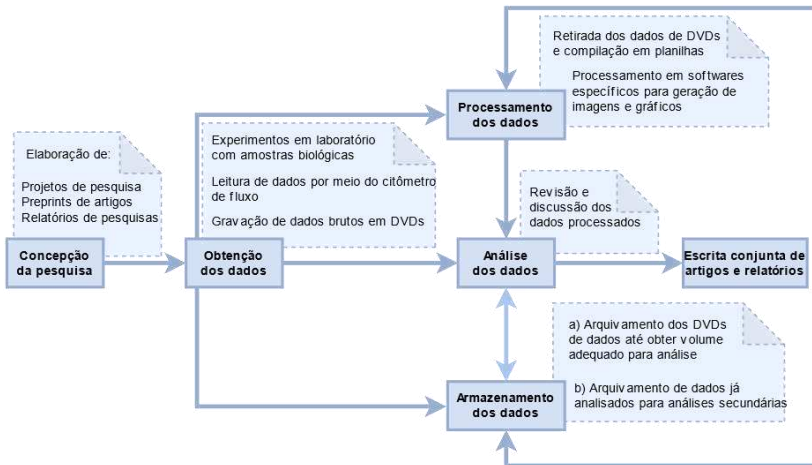 Retirada dos dados de DVDs
e compilação em planilhas
Processamento em softwares
específicos para geração de
imagens e gráficos
Processamento
dos dados
Elaboração de:
Projetos de pesquisa
Preprints de artigos
Relatórios de pesquisas
Experimentos em laboratório
com amostras biológicas
Leitura de dados por meio do citômetro
de fluxo
Gravação de dados brutos em DVDs
Revisão e
discussão dos
dados processados
Concepção
da pesquisa
Obtenção
dos dados
Análise
dos dados
Escrita conjunta de
artigos e relatórios
a) Arquivamento dos DVDs
de dados até obter volume
adequado para análise
b) Arquivamento de dados já
analisados para análises secundárias
Armazenamento
dos dados